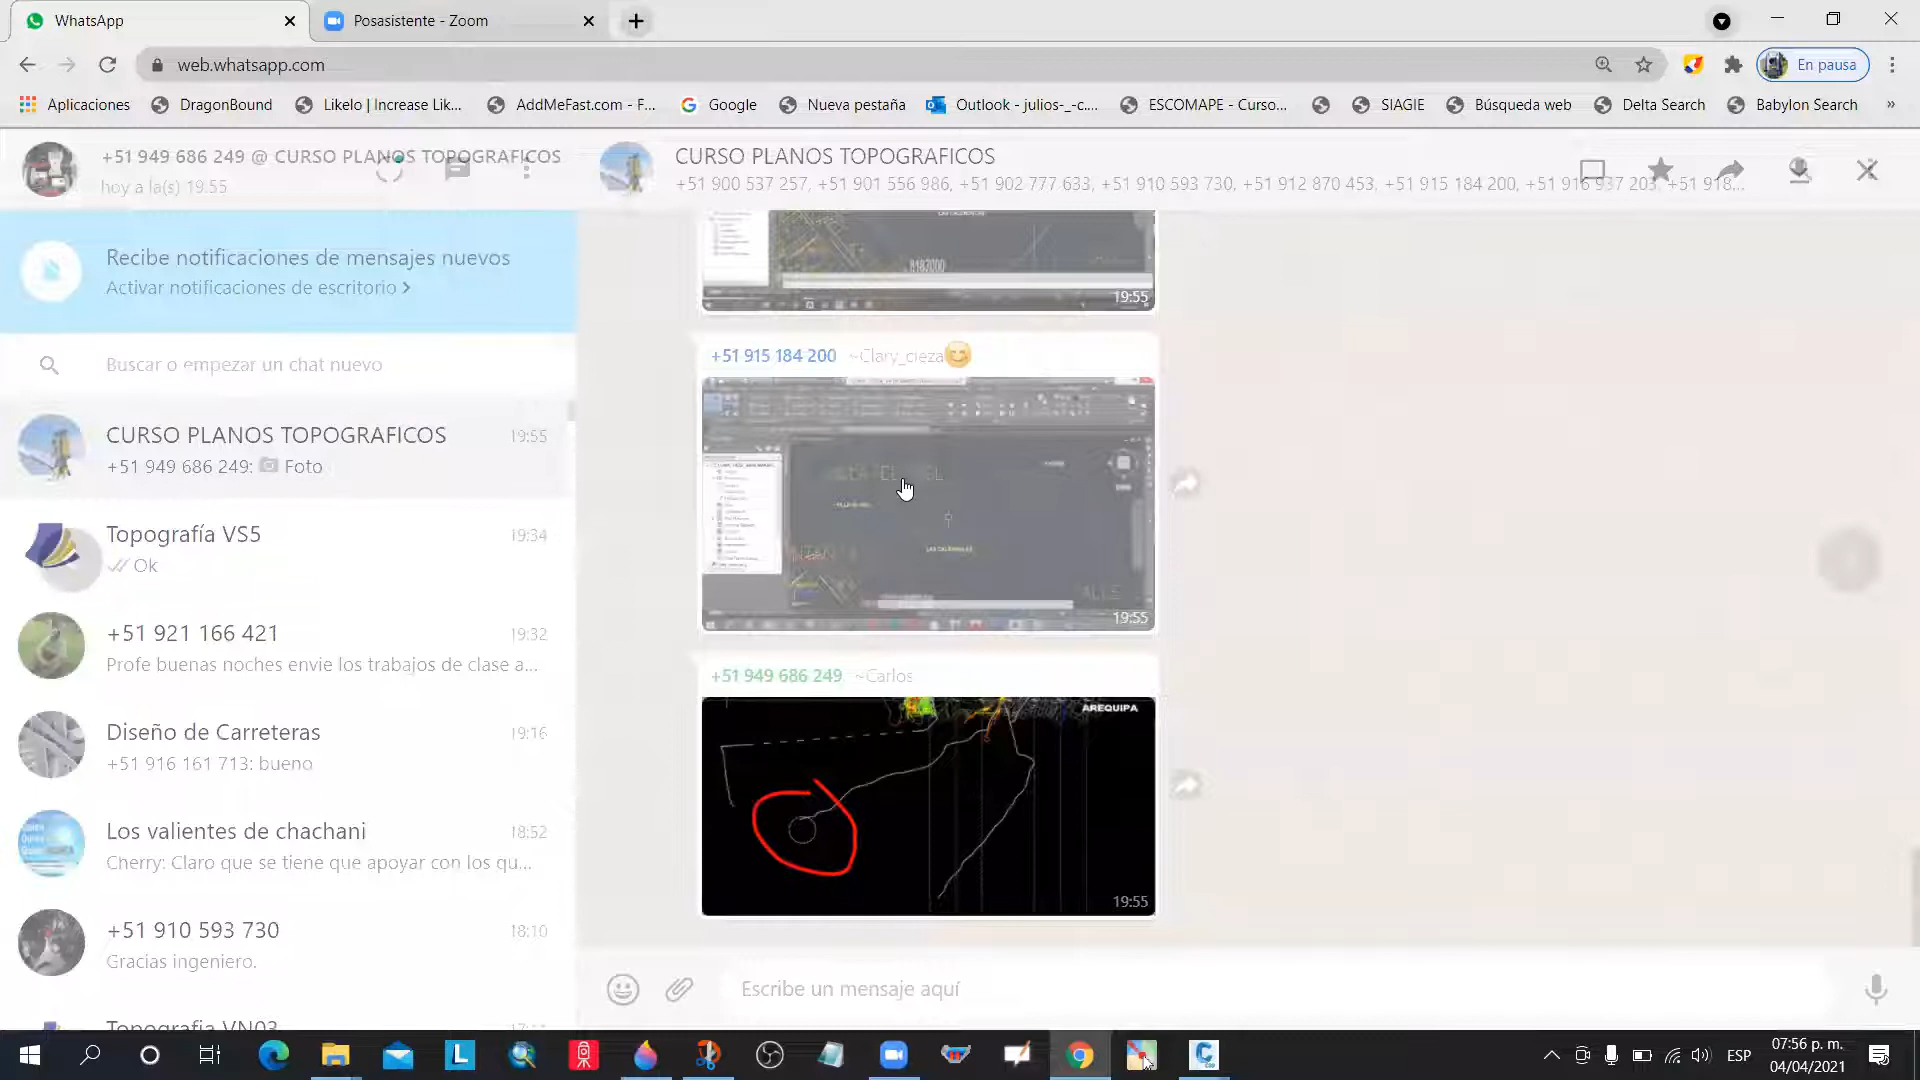 WhatsApp
Posasistente - Zoom
web.whatsapp.com
En pausa
Aplicaciones
DragonBound
Likelo | Increase Lik...
AddMeFast.com - F...
Google
Nueva pestaña
Outlook - julios-_-c....
ESCOMAPE - Curso...
SIAGIE
Búsqueda web
Delta Search
Babylon Search
»
+51 949 686 249 @ CURSO PLANOS TOPOGRAFICOS
hoy a la(s) 19:55
CURSO PLANOS TOPOGRAFICOS
+51 900 537 257, +51 901 556 986, +51 902 777 633, +51 910 593 730, +51 912 870 453, +51 915 184 200, +51 916 937 203, +51 918...
Recibe notificaciones de mensajes nuevos
Activar notificaciones de escritorio >
Buscar o empezar un chat nuevo
CURSO PLANOS TOPOGRAFICOS
19:55
+51 949 686 249: Foto
Topografía VS5
19:34
Ok
+51 921 166 421
19:32
Profe buenas noches envie los trabajos de clase a...
Diseño de Carreteras
19:16
+51 916 161 713: bueno
Los valientes de chachani
18:52
Cherry: Claro que se tiene que apoyar con los qu...
+51 910 593 730
18:10
Gracias ingeniero.
Topografia VN03
8182000
19:55
+51 915 184 200 ~Clary_cieza
CALLE
19:55
+51 949 686 249 ~Carlos
AREQUIPA
19:55
Escribe un mensaje aquí
ESP
07:56 p. m.
04/04/2021